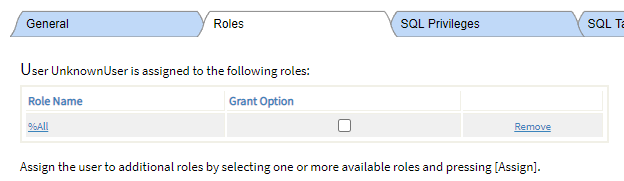 General Roles SQL Privileges SQL Ta
User UnknownUser is assigned to the following roles:
Role Name Grant Option
%All Remove
Assign the user to additional roles by selecting one or more available roles and pressing [Assign].